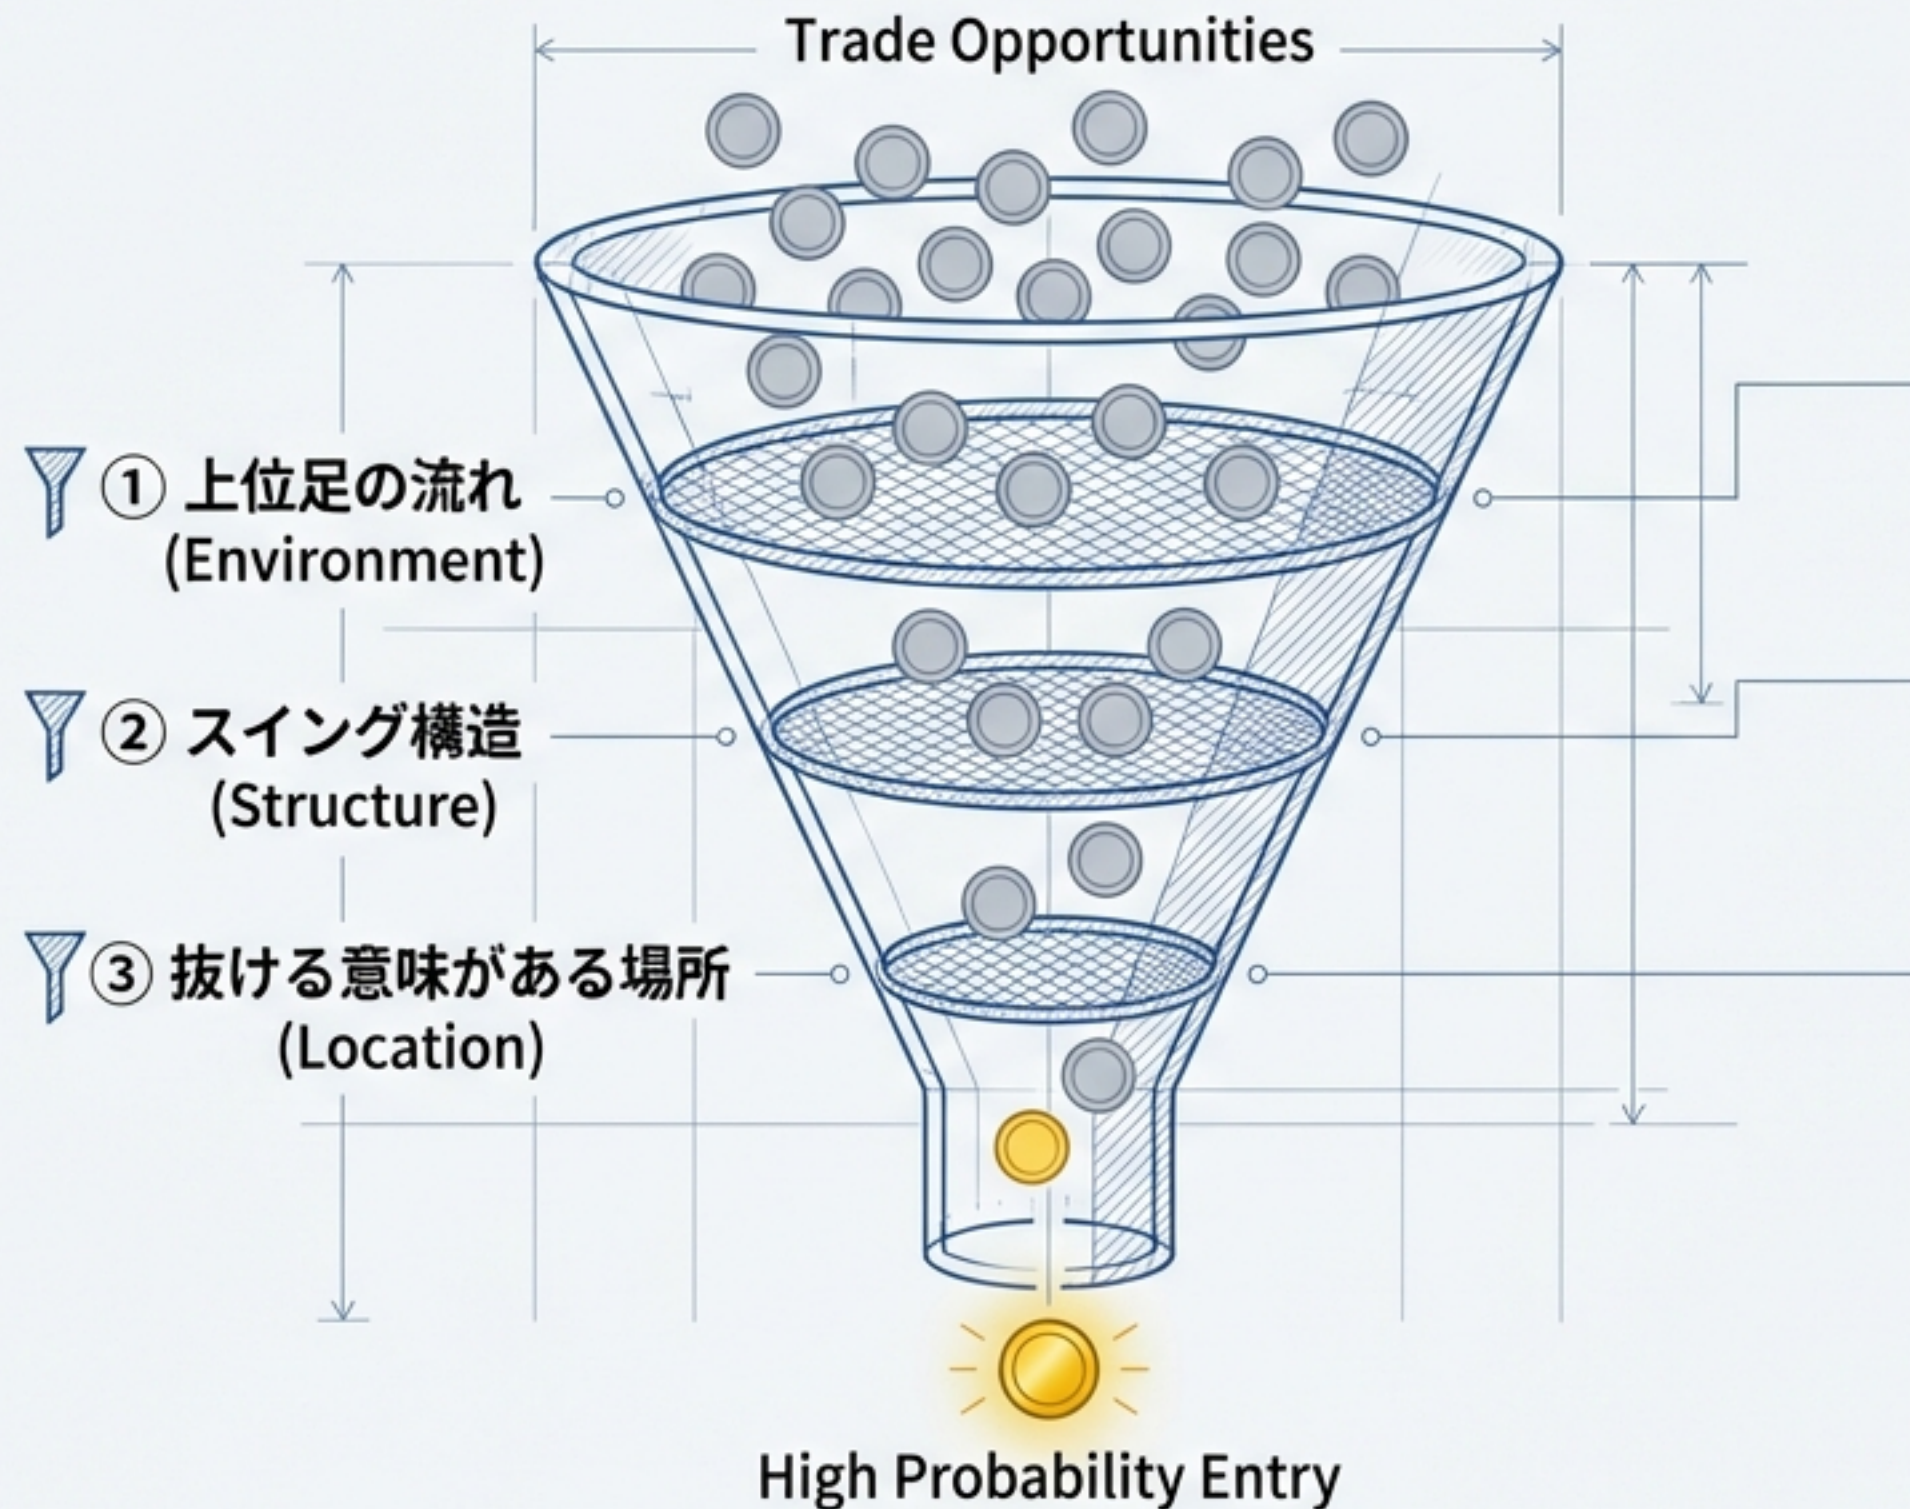 Trade Opportunities
① 上位足の流れ
(Environment)
② スイング構造
(Structure)
③ 抜ける意味がある場所
(Location)
High Probability Entry